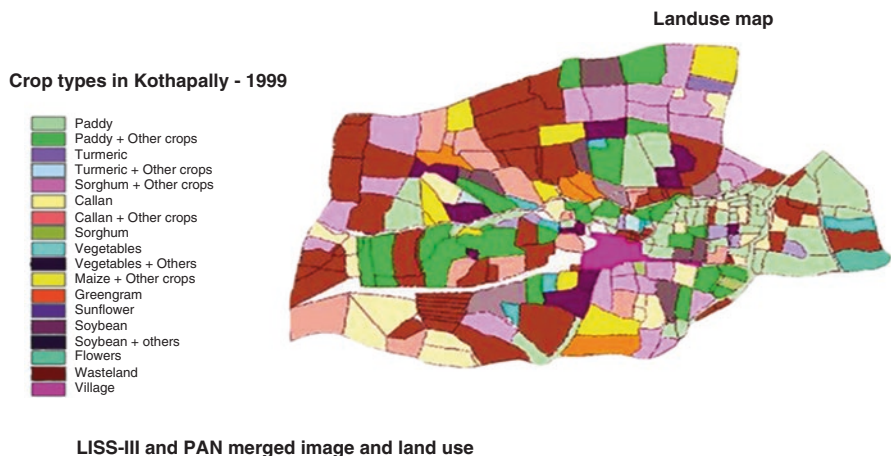 Landuse map
Crop types in Kothapally - 1999
Paddy
Paddy + Other crops
Turmeric
Turmeric + Other crops
Sorghum + Other crops
Callan
Callan + Other crops
Sorghum
Vegetables
Vegetables + Others
Maize + Other crops
Greengram
Sunflower
Soybean
Soybean + others
Flowers
Wasteland
Village
LISS-III and PAN merged image and land use